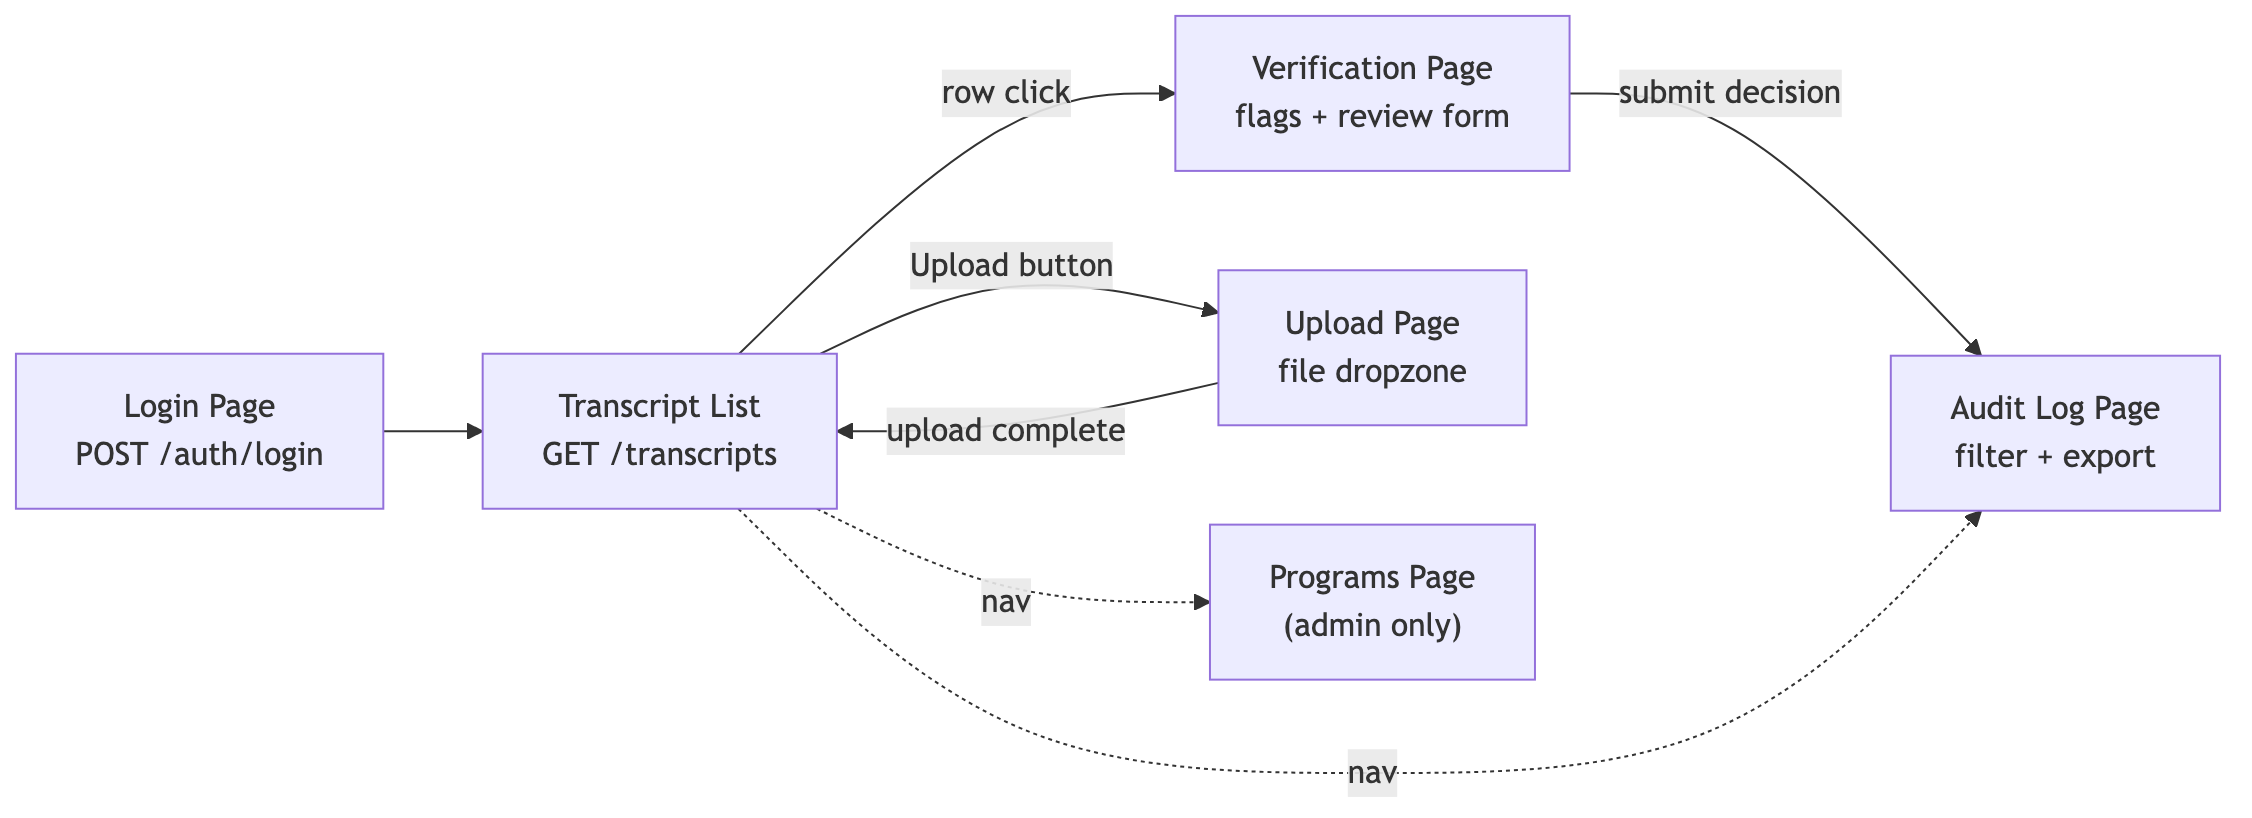 Login Page
POST /auth/login
Transcript List
GET /transcripts
row click
Verification Page
flags + review form
submit decision
Upload button
Upload Page
file dropzone
upload complete
Audit Log Page
filter + export
nav
Programs Page
(admin only)
nav